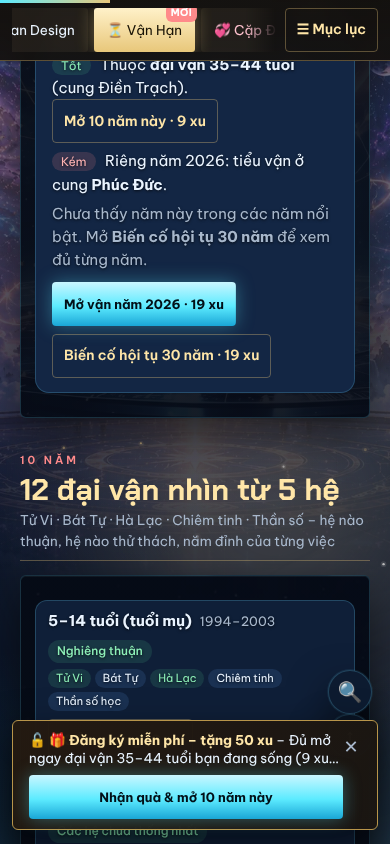 an Design
⏳ Vận Hạn
MỚI
💞 Cặp Đ
☰ Mục lục
Tốt Thuộc đại vận 35–44 tuổi
(cung Điền Trạch).
Mở 10 năm này · 9 xu
Kém Riêng năm 2026: tiểu vận ở
cung Phúc Đức.
Chưa thấy năm này trong các năm nổi
bật. Mở Biến cố hội tụ 30 năm để xem
đủ từng năm.
Mở vận năm 2026 · 19 xu
Biến cố hội tụ 30 năm · 19 xu
10 NĂM
12 đại vận nhìn từ 5 hệ
Tử Vi · Bát Tự · Hà Lạc · Chiêm tinh · Thần số – hệ nào
thuận, hệ nào thử thách, năm đỉnh của từng việc
5–14 tuổi (tuổi mụ) 1994–2003
Nghiêng thuận
Tử Vi Bát Tự Hà Lạc Chiêm tinh
Thần số học
🔓 🎁 Đăng ký miễn phí – tặng 50 xu – Đủ mở
ngay đại vận 35–44 tuổi bạn đang sống (9 xu...
✕
Nhận quà & mở 10 năm này
Các hệ chưa thống nhất